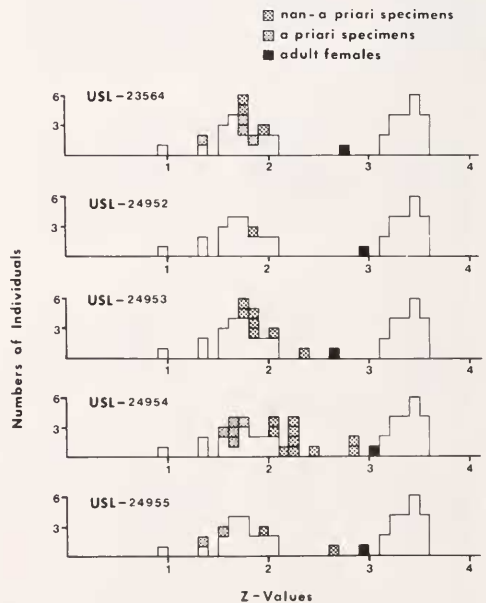 nan-a priari specimens
a priari specimens
adult females
USL-23564
6
3
1 2 3 4
USL-24952
6
3
1 2 3 4
USL-24953
6
3
1 2 3 4
USL-24954
6
3
1 2 3 4
USL-24955
6
3
1 2 3 4
Numbers of Individuals
Z-Values